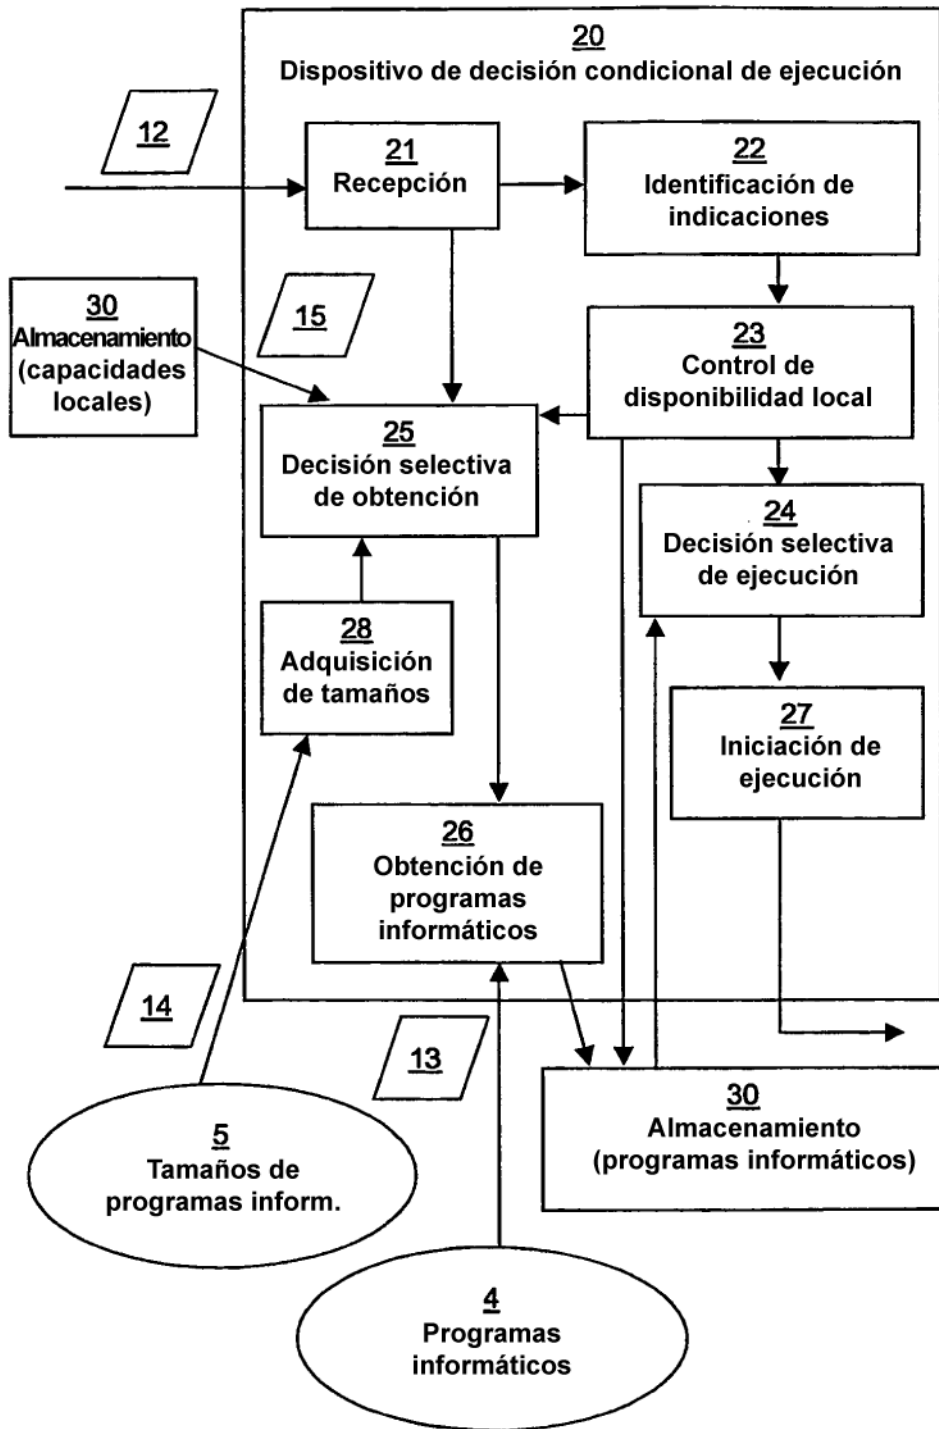 20
Dispositivo de decisión condicional de ejecución
12
21
Recepción
22
Identificación de
indicaciones
30
Almacenamiento
(capacidades
locales)
15
23
Control de
disponibilidad local
25
Decisión selectiva
de obtención
24
Decisión selectiva
de ejecución
28
Adquisición
de tamaños
27
Iniciación de
ejecución
26
Obtención de
programas
informáticos
14
13
30
Almacenamiento
(programas informáticos)
5
Tamaños de
programas inform.
4
Programas
informáticos